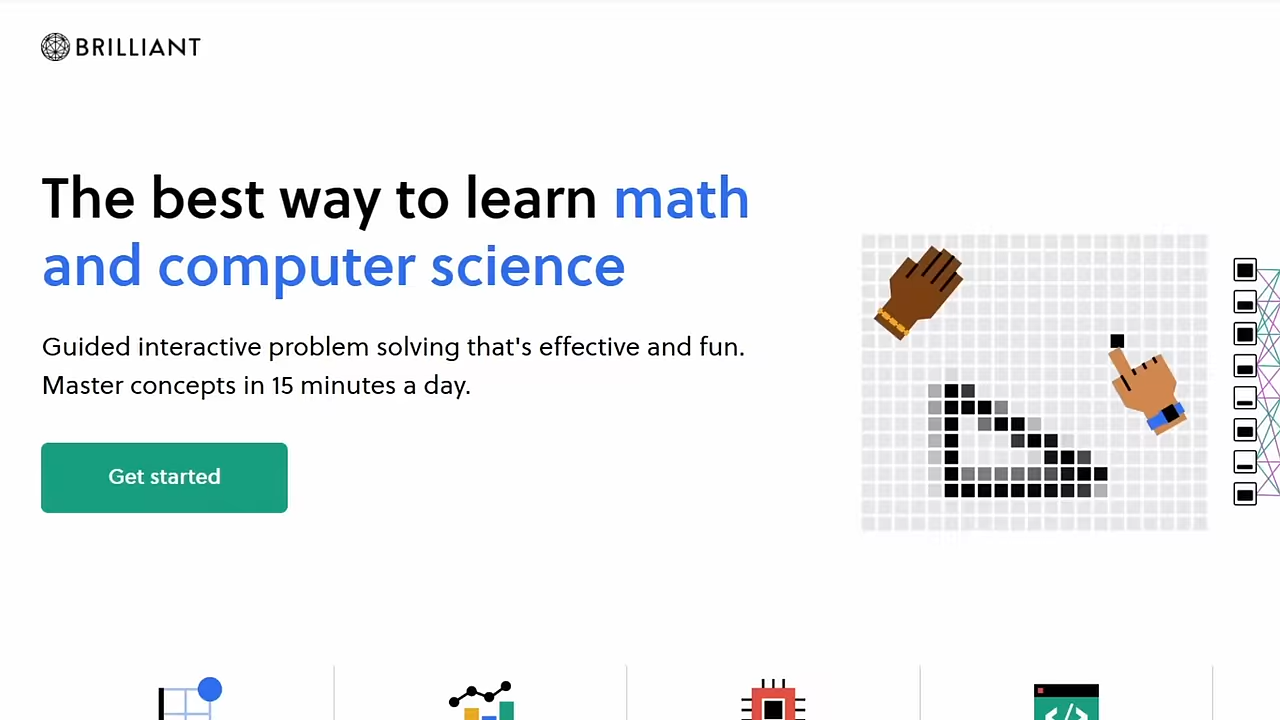 BRILLIANT
The best way to learn math
and computer science
Guided interactive problem solving that's effective and fun.
Master concepts in 15 minutes a day.
Get started
</>